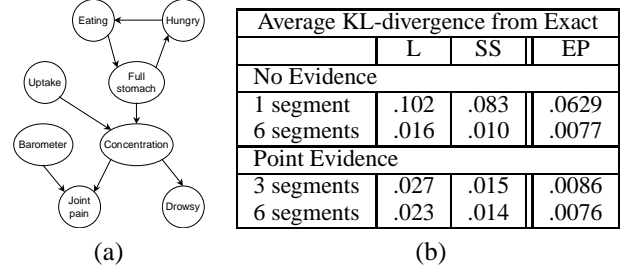 Eating
Hungry
Full
stomach
Uptake
Barometer
Concentration
Joint
pain
Drowsy
(a)
Average KL-divergence from Exact
L SS EP
No Evidence
1 segment .102 .083 .0629
6 segments .016 .010 .0077
Point Evidence
3 segments .027 .015 .0086
6 segments .023 .014 .0076
(b)